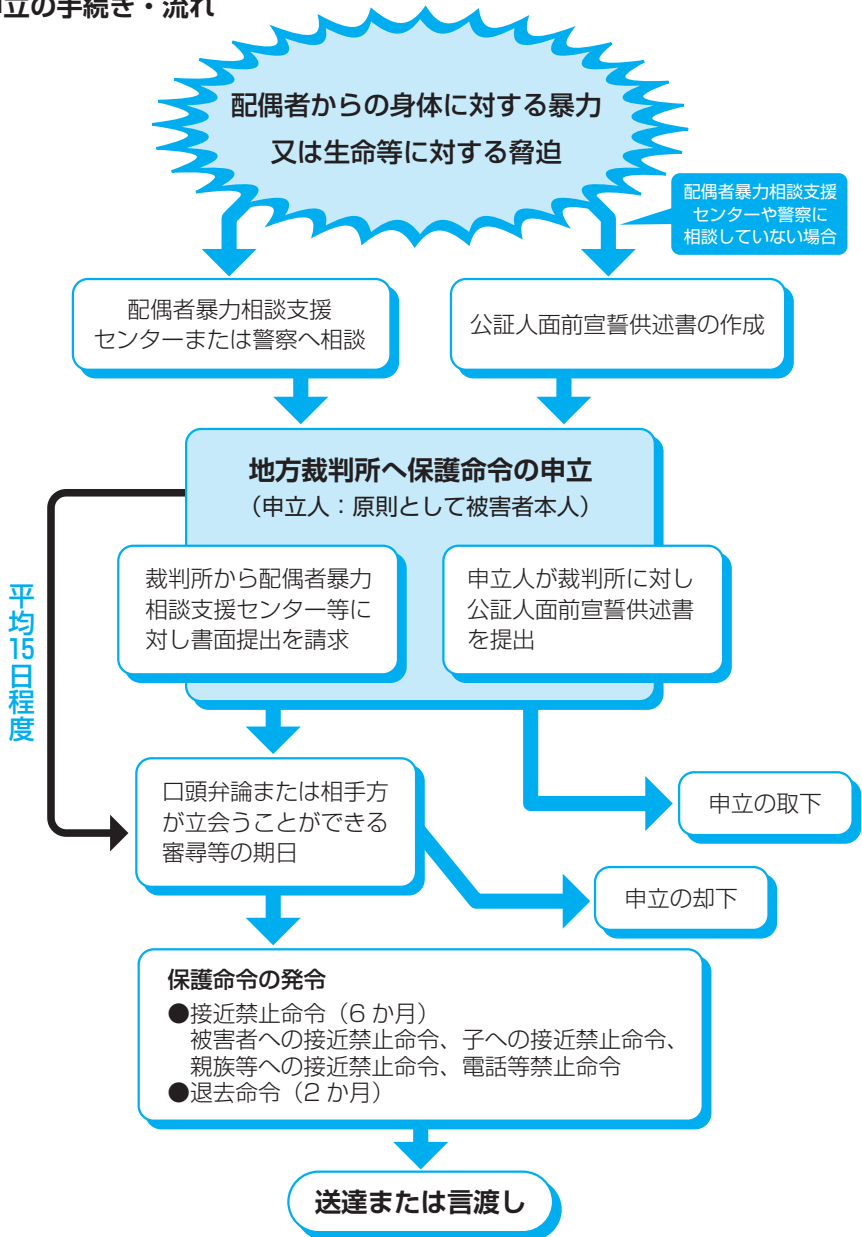 立の手続き・流れ
配偶者からの身体に対する暴力
又は生命等に対する脅迫
配偶者暴力相談支援
センターや警察に
相談していない場合
配偶者暴力相談支援
センターまたは警察へ相談
公証人面前宣誓供述書の作成
地方裁判所へ保護命令の申立
（申立人：原則として被害者本人）
裁判所から配偶者暴力
相談支援センター等に
対し書面提出を請求
申立人が裁判所に対し
公証人面前宣誓供述書
を提出
平均15日程度
口頭弁論または相手方
が立会うことができる
審尋等の期日
申立の取下
申立の却下
保護命令の発令
●接近禁止命令（6 か月）
被害者への接近禁止命令、子への接近禁止命令、
親族等への接近禁止命令、電話等禁止命令
●退去命令（2 か月）
送達または言渡し